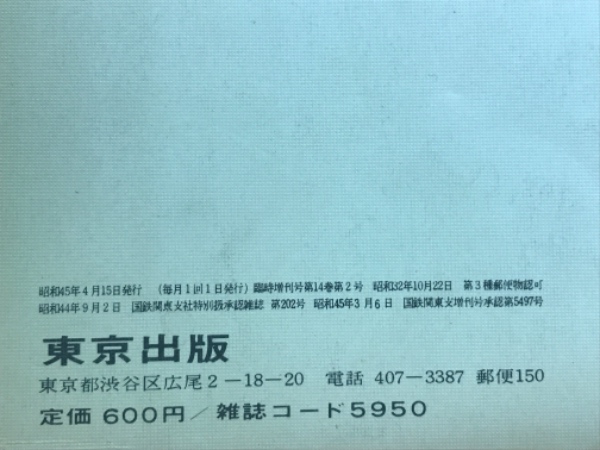 昭和45年4月15日発行　(毎月1回1日発行) 臨時増刊号第14巻第2号　昭和32年10月22日　第3種郵便物認可
昭和44年9月2日　国鉄関東支社特別扱承認雑誌　第202号　昭和45年3月6日　国鉄関東支増刊号承認第5497号
東京出版
東京都渋谷区広尾2－18－20　電話 407－3387 郵便150
定価 600円／雑誌コード5950